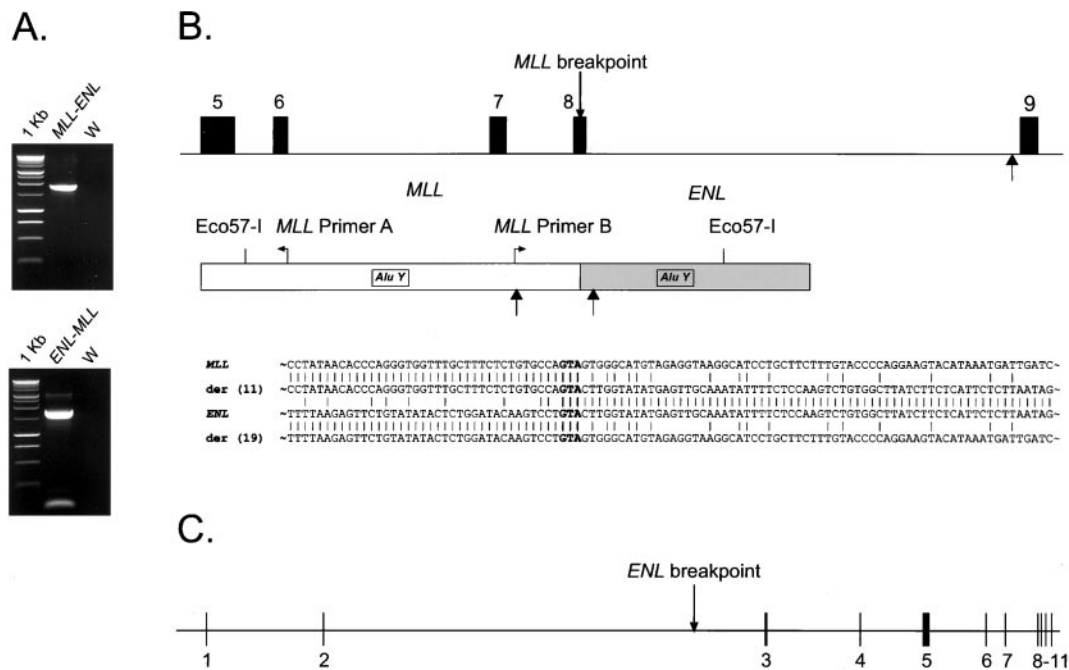 A.
1 Kb
MLL-ENL
W
1 Kb
ENL-MLL
W
B.
MLL breakpoint
5
6
7
8
9
MLL
ENL
Eco57-I
MLL Primer A
MLL Primer B
Eco57-I
Alu Y
Alu Y
MLL ~CCTATAACACCCAGGGTGGTTTGCTTTCTCTGTGCCAGTAGTGGGCATGTAGAGGTAAGGCATCCTGCTTCTTTGTACCCCAGGAAGTACATAAATGATTGATC~
der (11) ~CCTATAACACCCAGGGTGGTTTGCTTTCTCTGTGCCAGTACTTGGTATATGAGTTGCAAATATTTTCTCCAAGTCTGTGGCTTATCTTCTCATTCTCTTAATAG~
ENL ~TTTTAAGAGTTCTGTATATACTCTGGATACAAGTCCTGTACTTGGTATATGAGTTGCAAATATTTTCTCCAAGTCTGTGGCTTATCTTCTCATTCTCTTAATAG~
der (19) ~TTTTAAGAGTTCTGTATATACTCTGGATACAAGTCCTGTAGTGGGCATGTAGAGGTAAGGCATCCTGCTTCTTTGTACCCCAGGAAGTACATAAATGATTGATC~
C.
ENL breakpoint
1
2
3
4
5
6
7
8-11